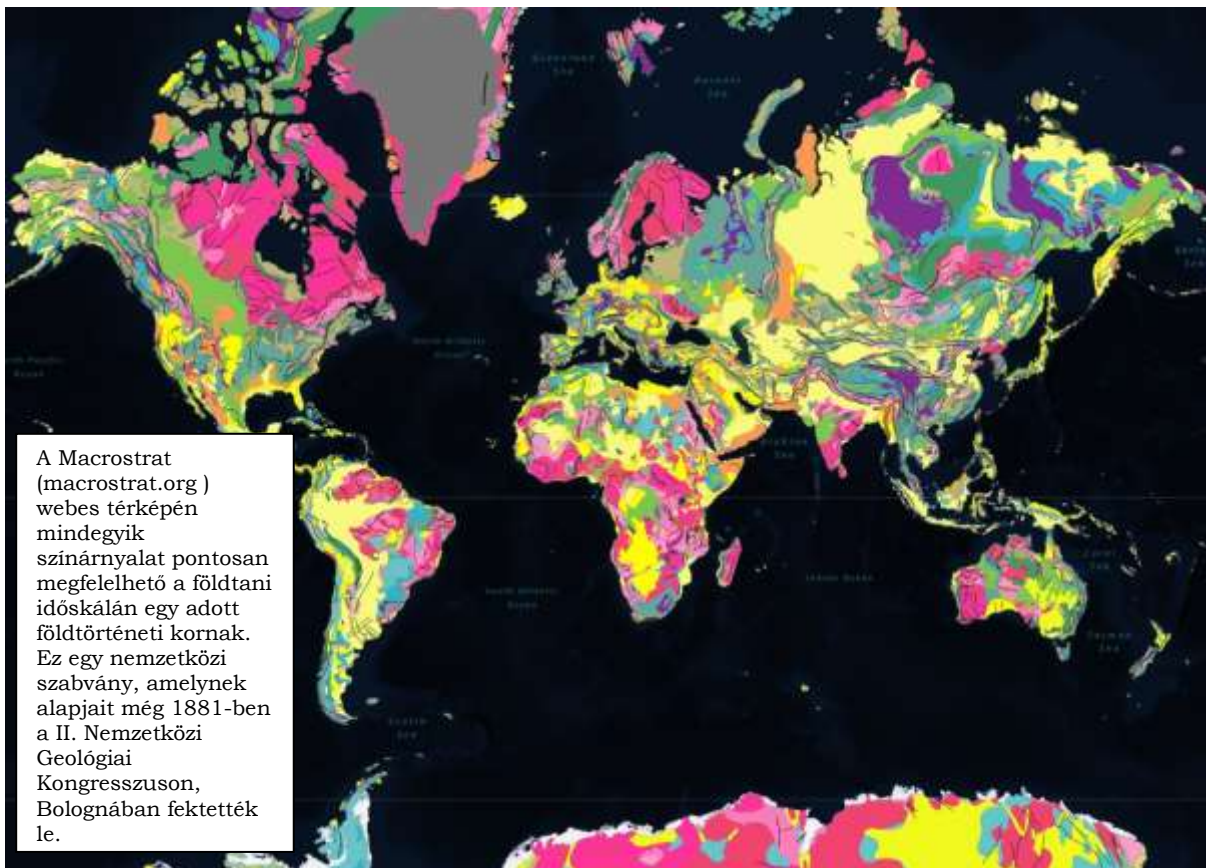 A Macrostrat
(macrostrat.org )
webes térképén
mindegyik
színárnyalat pontosan
megfelelhető a földtani
időskálán egy adott
földtörténeti kornak.
Ez egy nemzetközi
szabvány, amelynek
alapjait még 1881-ben
a II. Nemzetközi
Geológiai
Kongresszuson,
Bolognában fektették
le.